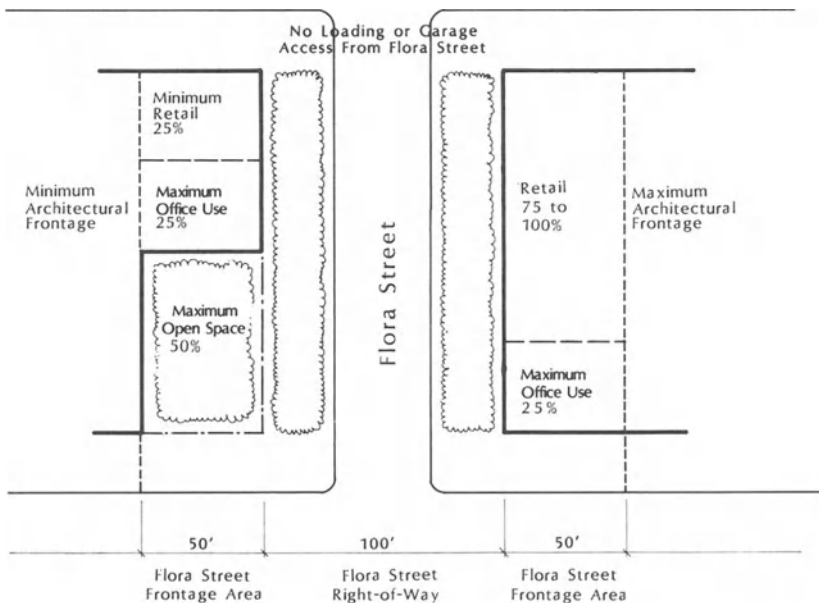 No Loading or Garage
Access From Flora Street
Minimum
Retail
25%
Minimum
Architectural
Frontage
Maximum
Office Use
25%
Maximum
Open Space
50%
Flora Street
Retail
75 to
100%
Maximum
Architectural
Frontage
Maximum
Office Use
25%
50'
100'
50'
Flora Street
Frontage Area
Flora Street
Right-of-Way
Flora Street
Frontage Area